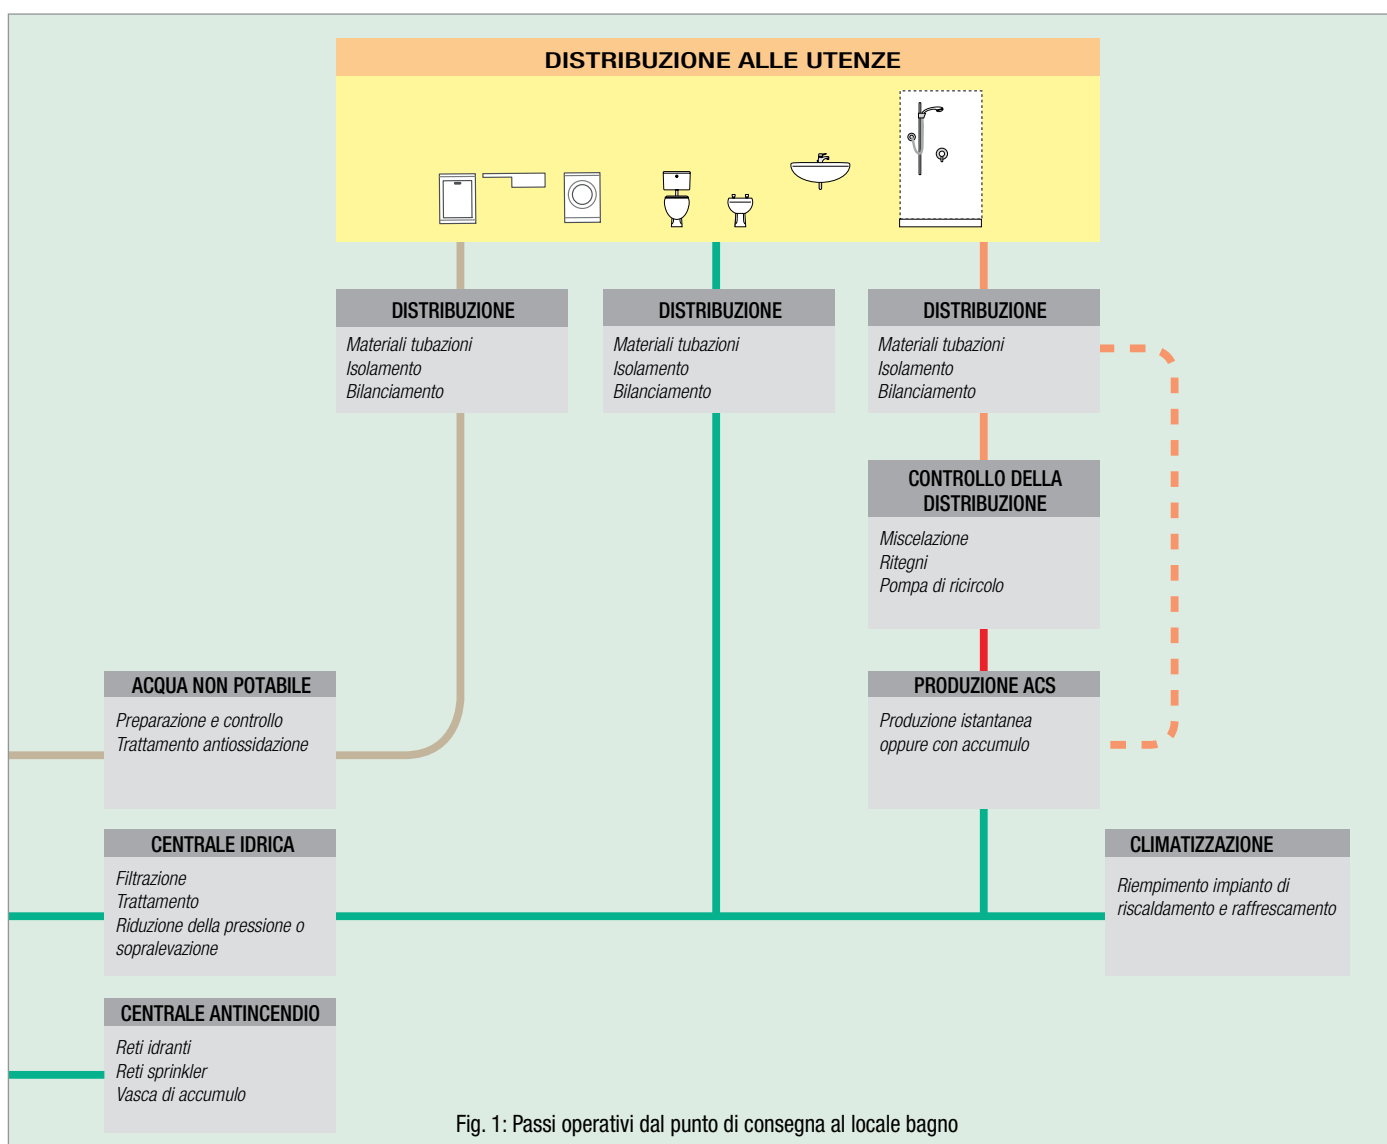 DISTRIBUZIONE ALLE UTENZE
DISTRIBUZIONE
Materiali tubazioni
Isolamento
Bilanciamento
DISTRIBUZIONE
Materiali tubazioni
Isolamento
Bilanciamento
DISTRIBUZIONE
Materiali tubazioni
Isolamento
Bilanciamento
CONTROLLO DELLA
DISTRIBUZIONE
Miscelazione
Ritegni
Pompa di ricircolo
ACQUA NON POTABILE
Preparazione e controllo
Trattamento antiossidazione
PRODUZIONE ACS
Produzione istantanea
oppure con accumulo
CENTRALE IDRICA
Filtrazione
Trattamento
Riduzione della pressione o
sopralevazione
CLIMATIZZAZIONE
Riempimento impianto di
riscaldamento e raffrescamento
CENTRALE ANTINCENDIO
Reti idranti
Reti sprinkler
Vasca di accumulo
Fig. 1: Passi operativi dal punto di consegna al locale bagno